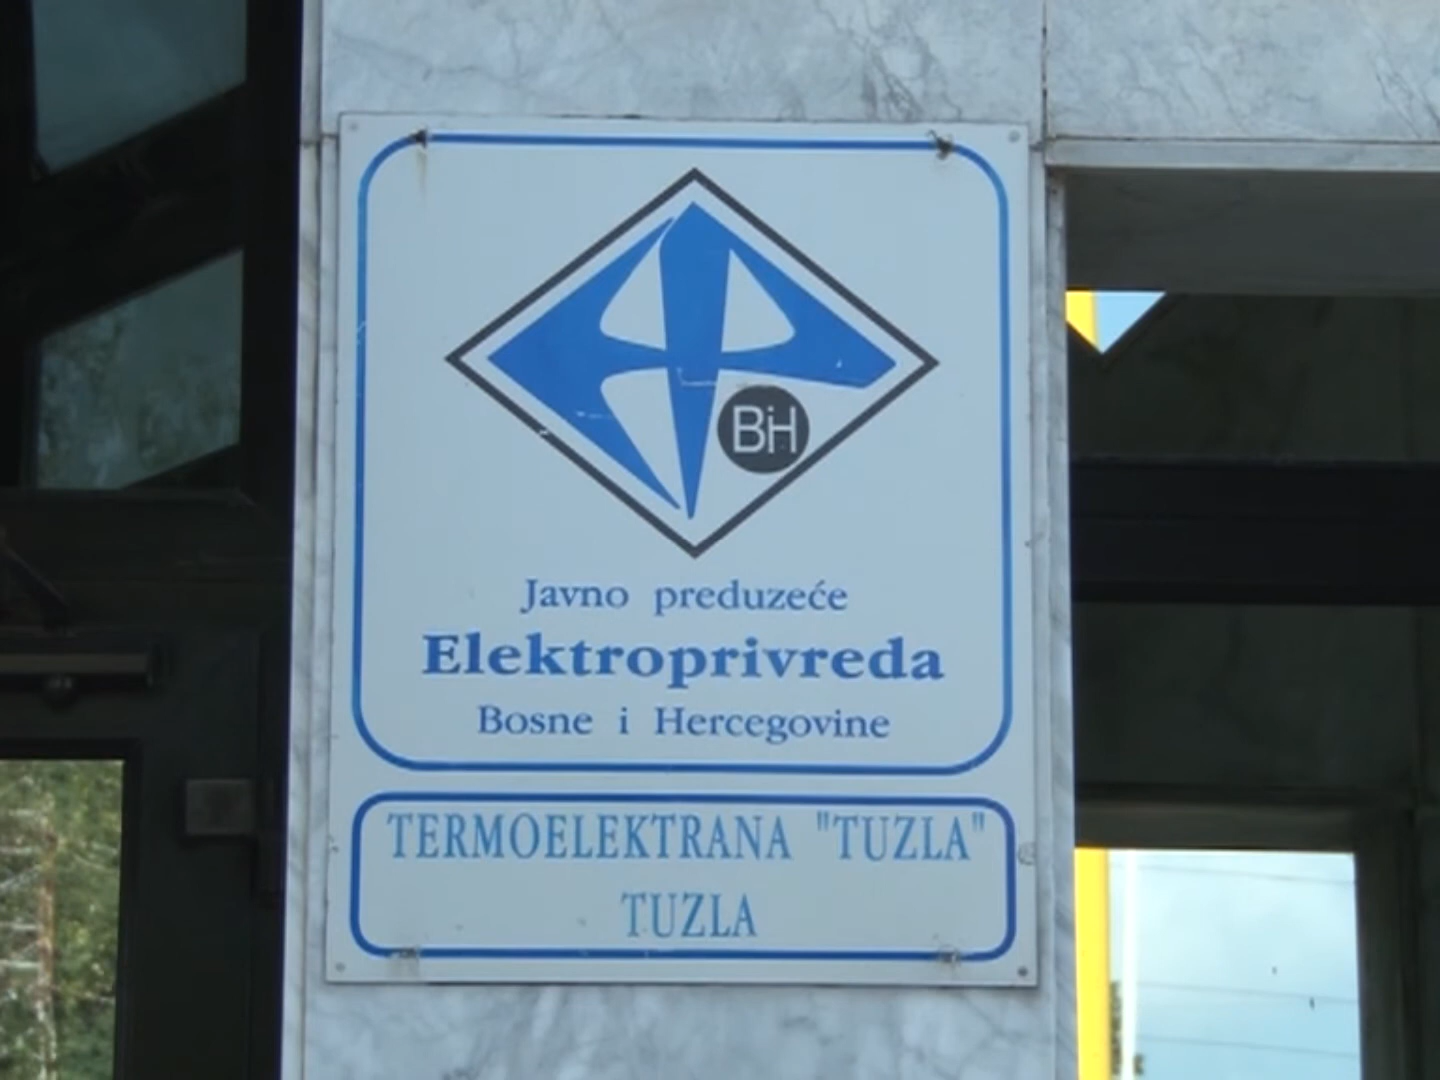 BiH
Javno preduzeće
Elektroprivreda
Bosne i Hercegovine
TERMOELEKTRANA "TUZLA"
TUZLA